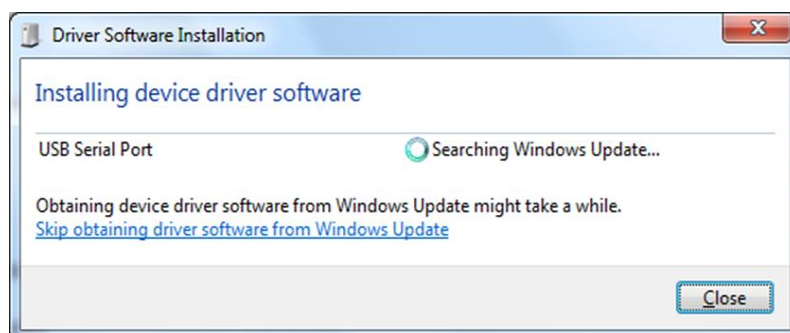 Driver Software Installation
Installing device driver software
USB Serial Port Searching Windows Update...
Obtaining device driver software from Windows Update might take a while.
Skip obtaining driver software from Windows Update
Close